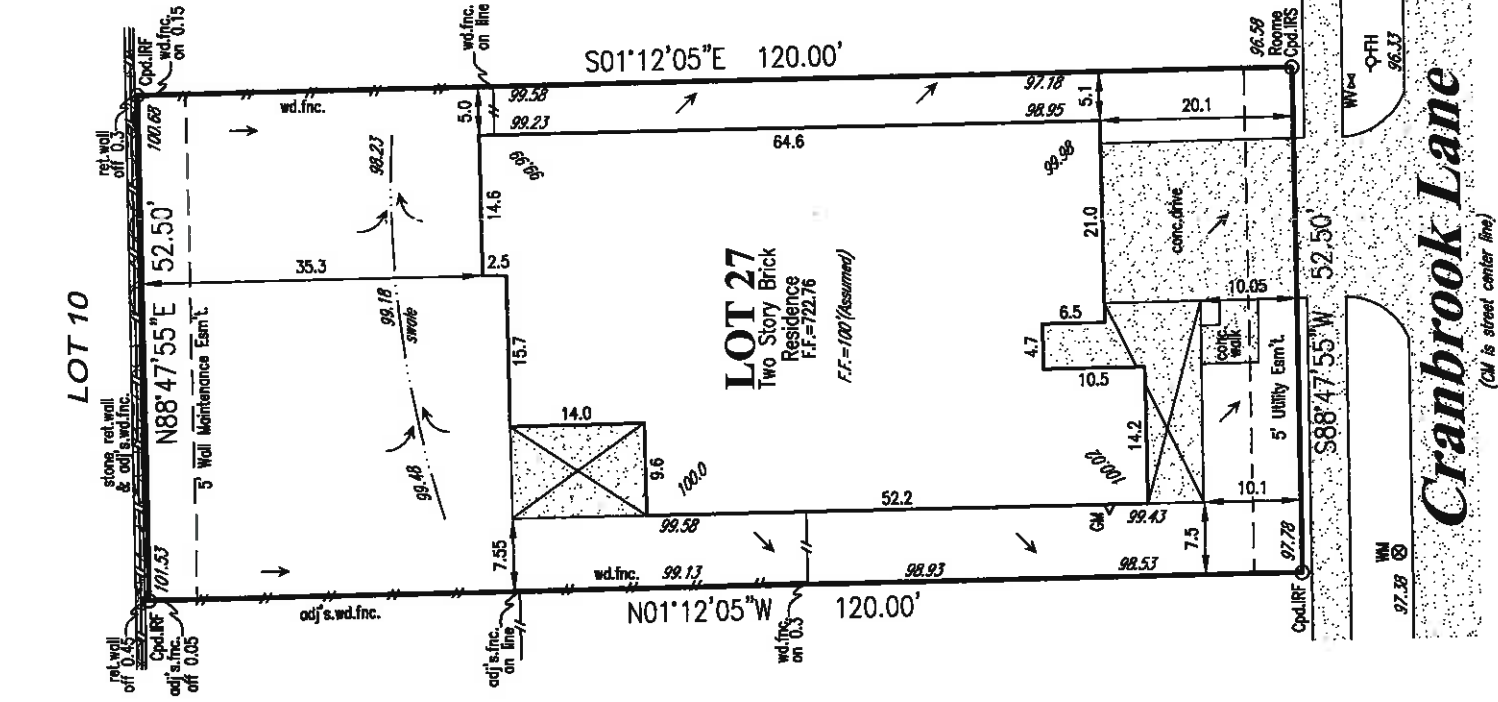 LOT 10
ret.wall
off 0.3
Cpd.IRF
wd.fnc.
on 0.15
100.68
wd.fnc.
wd.fnc.
on line
S01°12'05"E 120.00'
99.58
99.23
5.0
97.18
98.95
5.1
20.1
96.58
Roome
Cpd.IRS
WV
FH
96.33
64.6
99.99
99.98
98.23
14.6
21.0
conc.drive
stone ret.wall
& adj's.wd.fnc.
N88°47'55"E 52.50'
5' Wall Maintenance Esm't.
35.3
2.5
99.18
swale
15.7
99.48
LOT 27
Two Story Brick
Residence
F.F.=722.76
F.F.=100'(Assumed)
6.5
4.7
10.5
14.2
10.05
conc.
walk
5' Utility Esm't.
S88°47'55"W 52.50'
Cranbrook Lane
(CM is street center line)
14.0
9.6
100.0
100.02
52.2
10.1
99.58
GM
99.43
7.5
97.78
7.55
wd.fnc.
99.13
98.93
98.53
101.53
ret.wall
off 0.45
Cpd.IRF
adj's.fnc.
off 0.05
adj's.wd.fnc.
adj's.fnc.
on line
N01°12'05"W 120.00'
wd.fnc.
on 0.3
Cpd.IRF
WM
97.38